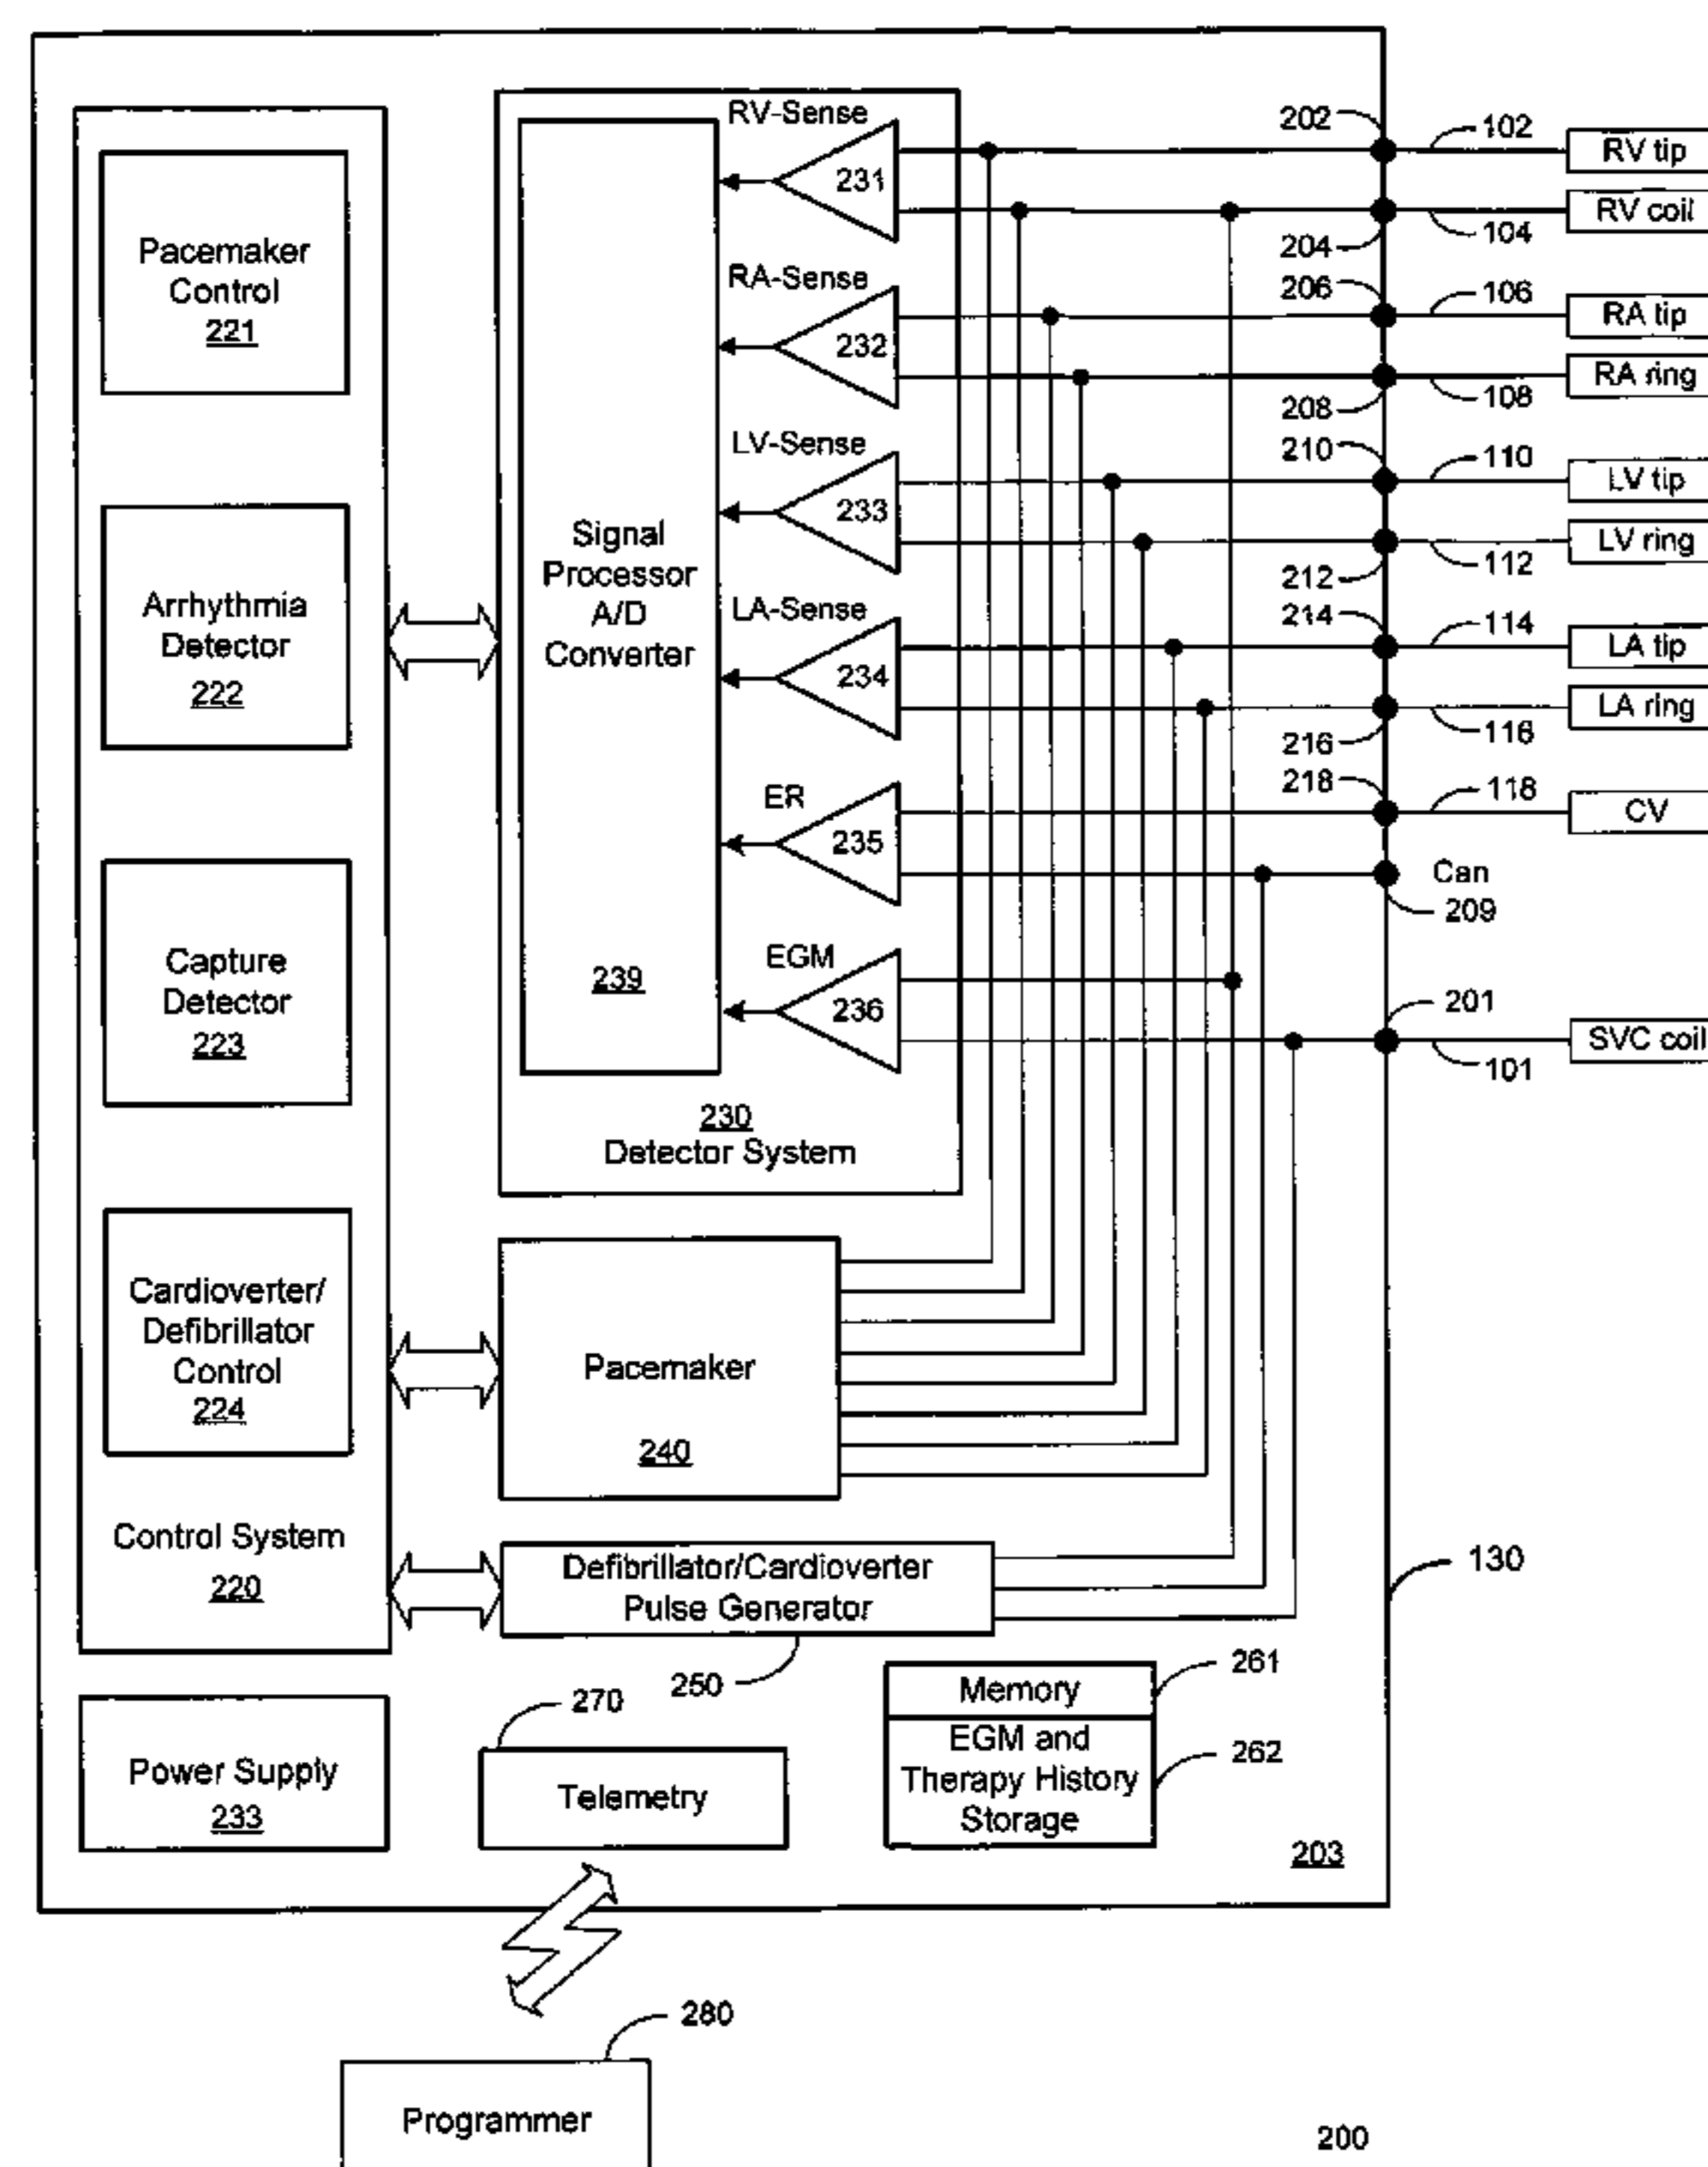 RV-Sense
202
102
RV tip
231
RV coil
104
204
Pacemaker
Control
221
RA-Sense
206
106
RA tip
232
RA ring
108
208
LV-Sense
210
110
LV tip
233
LV ring
112
212
Signal
Processor
A/D
Converter
239
Arrhythmia
Detector
222
LA-Sense
214
114
LA tip
234
LA ring
116
216
ER
218
118
CV
235
Can
209
Capture
Detector
223
EGM
236
201
SVC coil
101
230
Detector System
Cardioverter/
Defibrillator
Control
224
Pacemaker
240
Control System
220
Defibrillator/Cardioverter
Pulse Generator
130
250
270
Memory
261
Power Supply
233
Telemetry
EGM and
Therapy History
Storage
262
203
280
Programmer
200